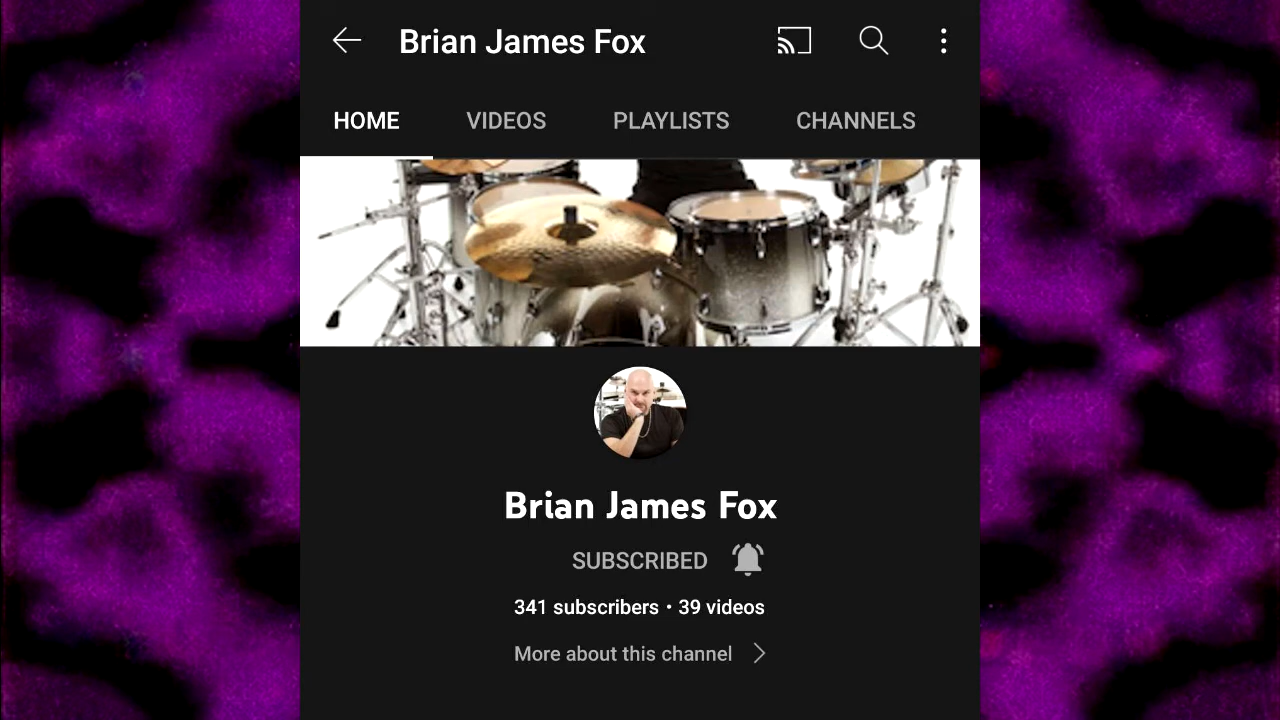 Brian James Fox
HOME VIDEOS PLAYLISTS CHANNELS
Brian James Fox
SUBSCRIBED
341 subscribers • 39 videos
More about this channel